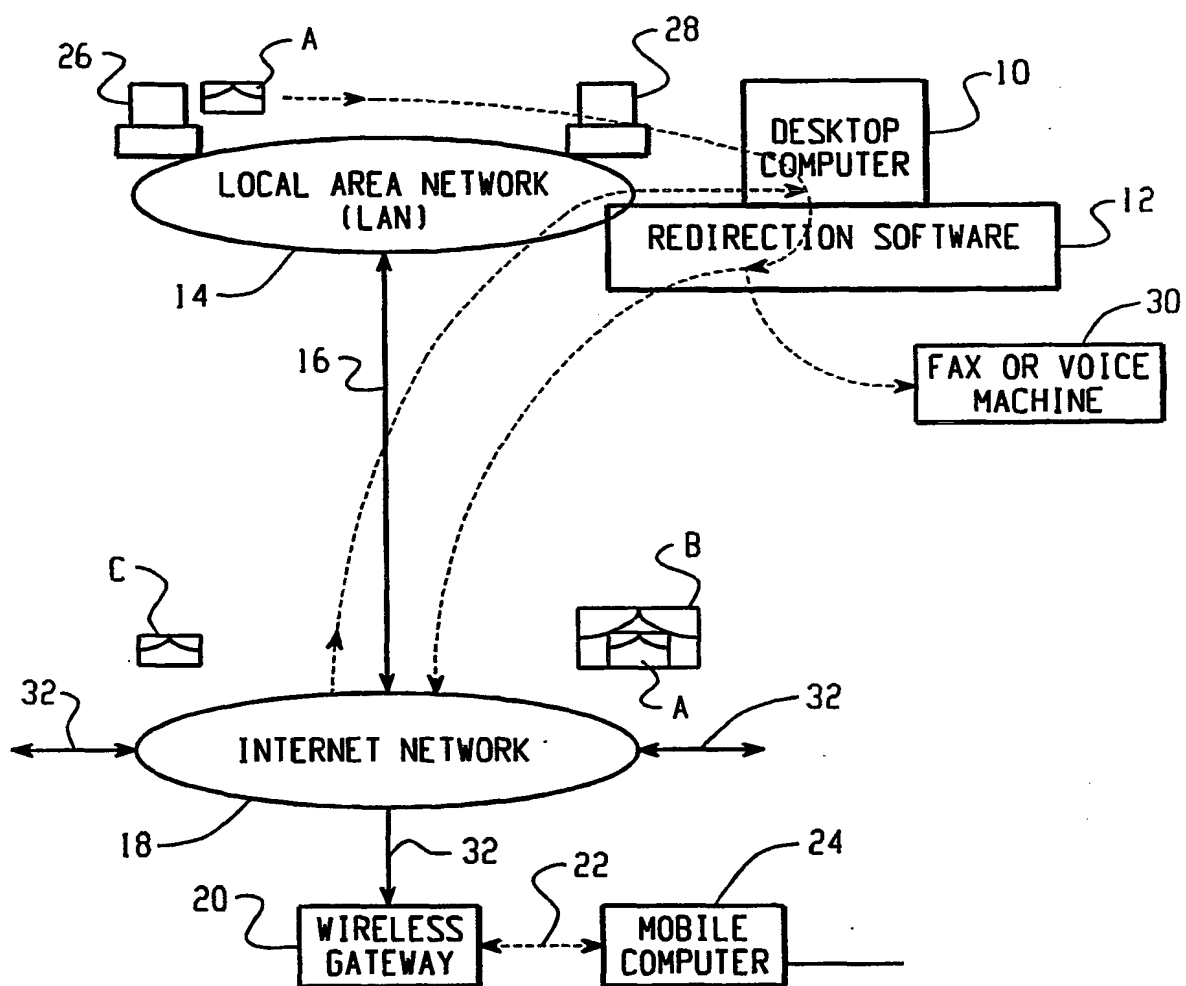 26
A
28
10
DESKTOP
COMPUTER
LOCAL AREA NETWORK
(LAN)
12
REDIRECTION SOFTWARE
14
30
16
FAX OR VOICE
MACHINE
C
B
A
32
32
INTERNET NETWORK
18
32
24
22
20
WIRELESS
GATEWAY
MOBILE
COMPUTER